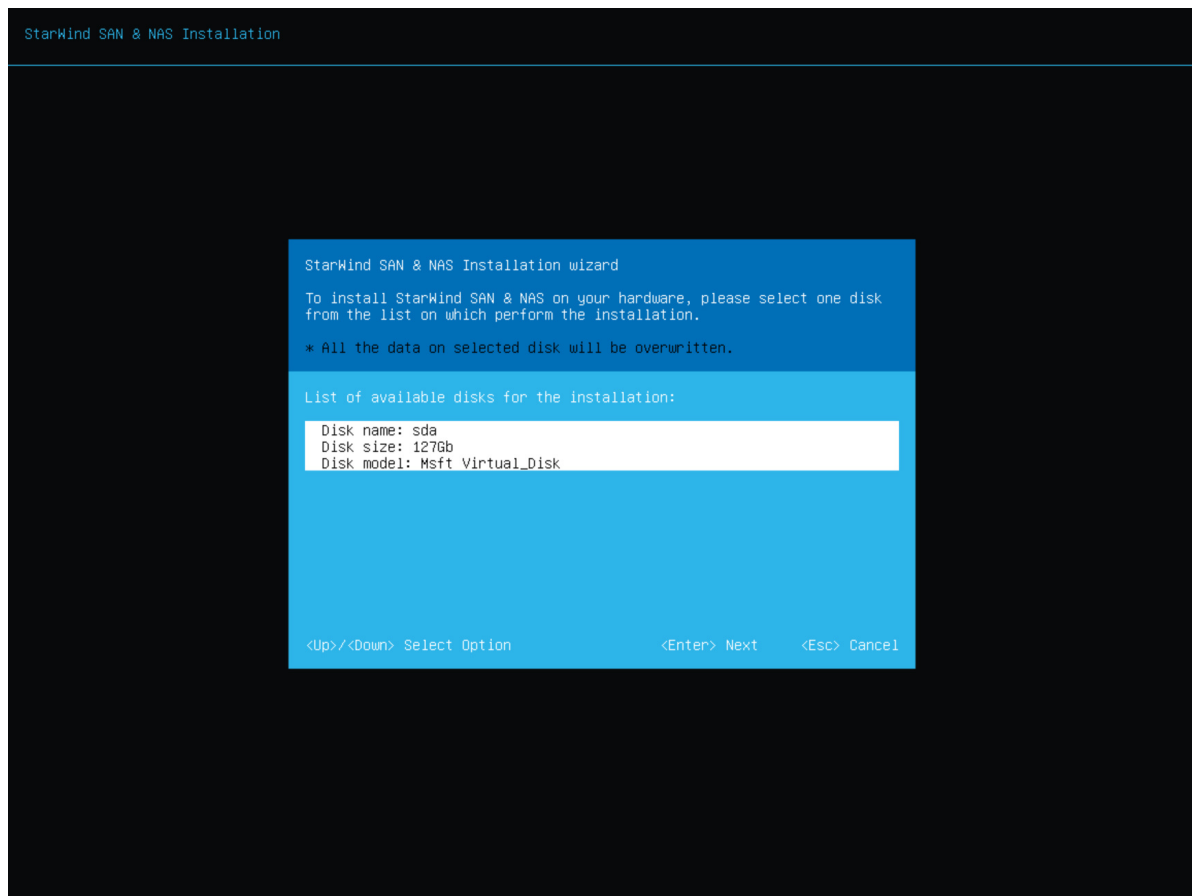 StarWind SAN & NAS Installation
StarWind SAN & NAS Installation wizard
To install StarWind SAN & NAS on your hardware, please select one disk
from the list on which perform the installation.
* All the data on selected disk will be overwritten.
List of available disks for the installation:
Disk name: sda
Disk size: 127Gb
Disk model: Msft Virtual_Disk
<Up>/<Down> Select Option <Enter> Next <Esc> Cancel